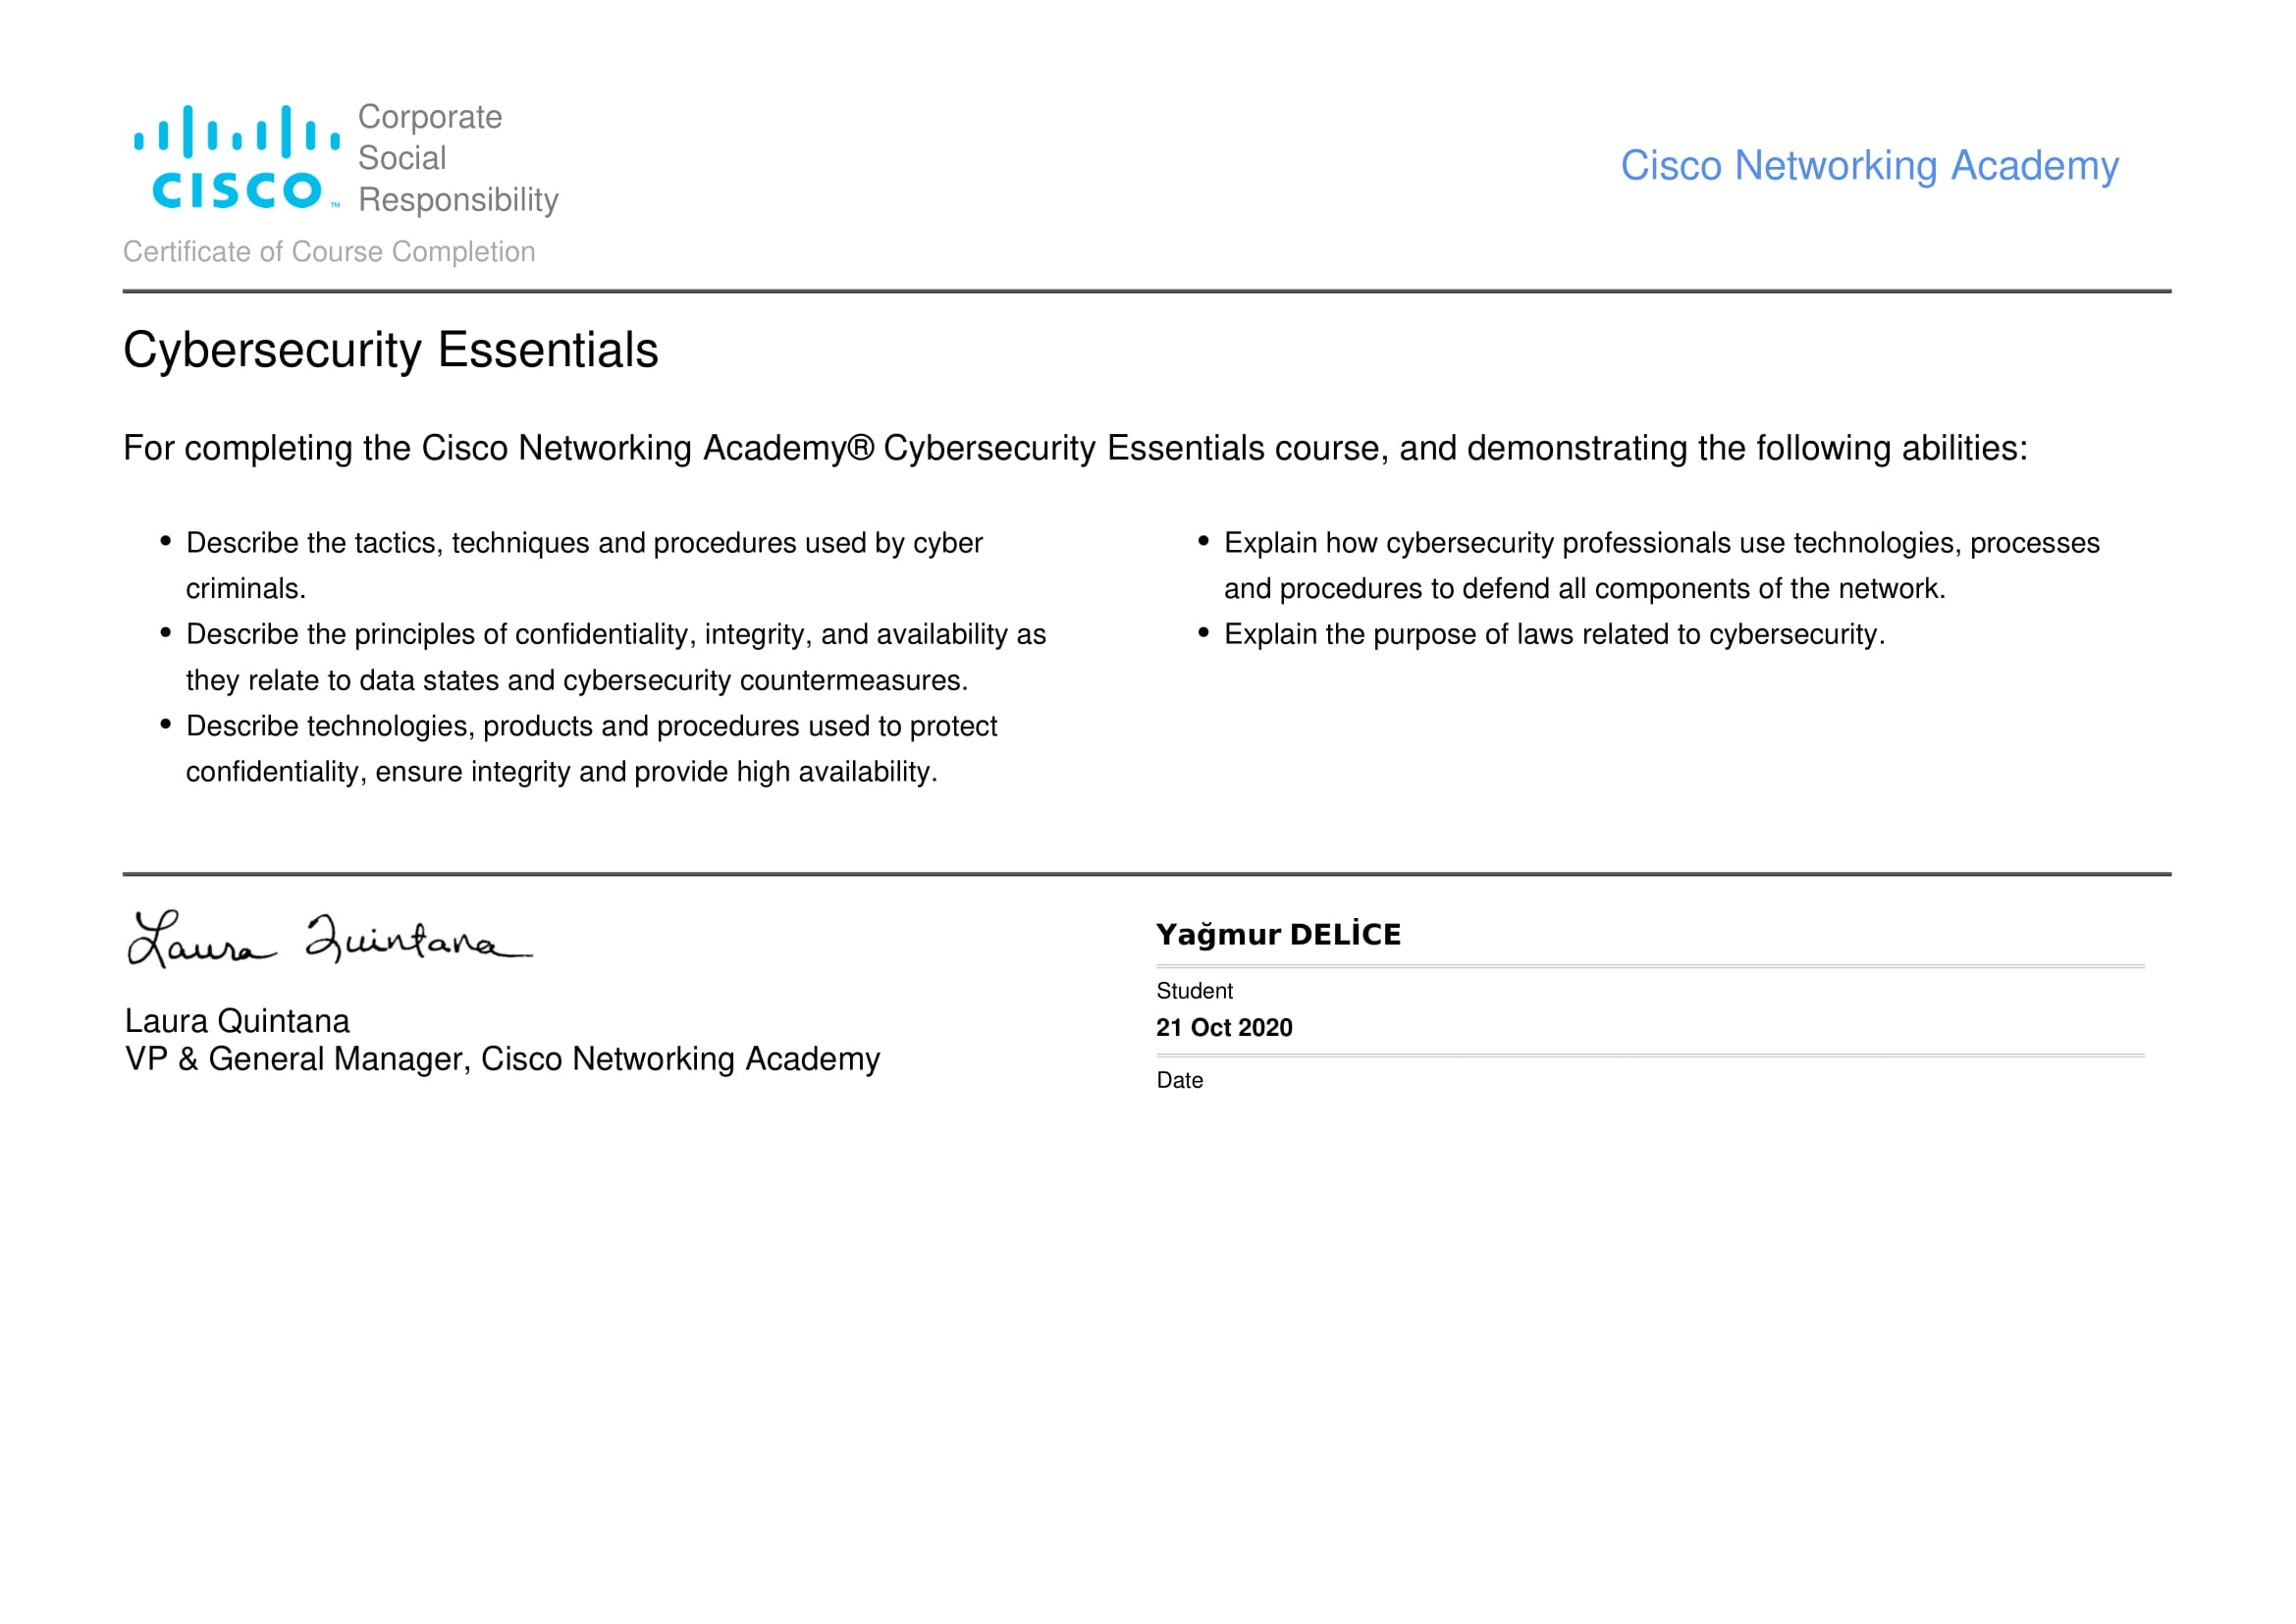 Corporate
Social
Responsibility
CISCO™
Cisco Networking Academy
Certificate of Course Completion
Cybersecurity Essentials
For completing the Cisco Networking Academy® Cybersecurity Essentials course, and demonstrating the following abilities:
• Describe the tactics, techniques and procedures used by cyber
criminals.
• Describe the principles of confidentiality, integrity, and availability as
they relate to data states and cybersecurity countermeasures.
• Describe technologies, products and procedures used to protect
confidentiality, ensure integrity and provide high availability.
• Explain how cybersecurity professionals use technologies, processes
and procedures to defend all components of the network.
• Explain the purpose of laws related to cybersecurity.
Laura Quintana
Laura Quintana
VP & General Manager, Cisco Networking Academy
Yağmur DELİCE
Student
21 Oct 2020
Date